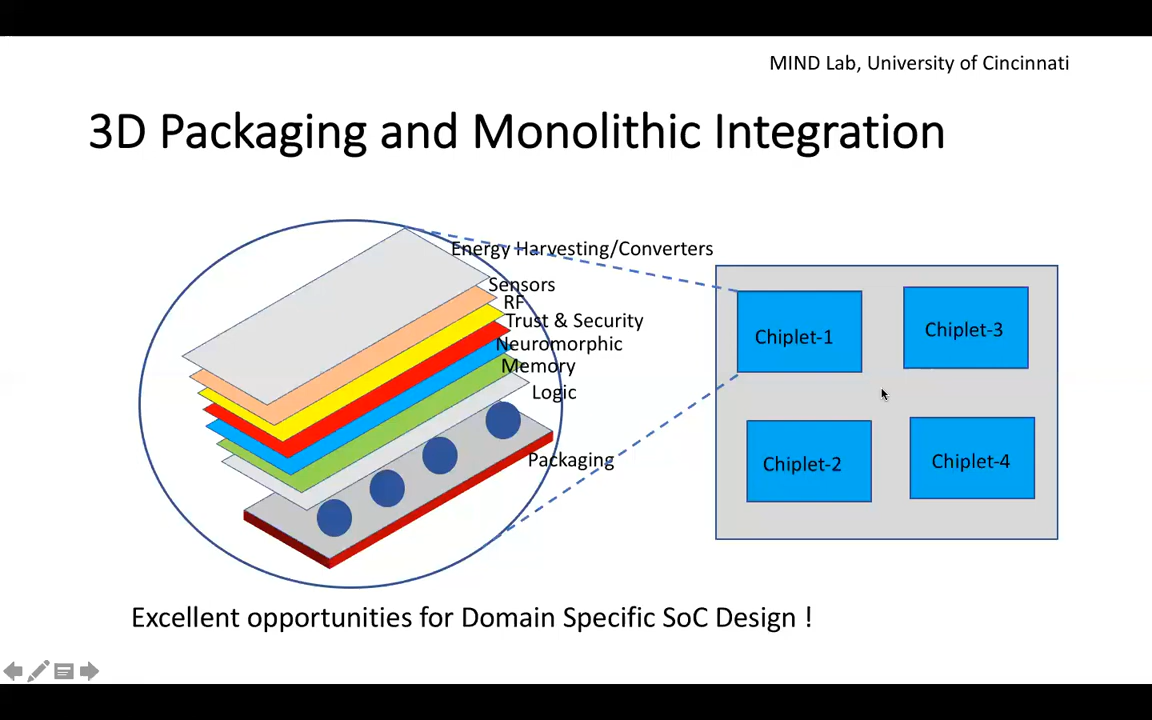 MIND Lab, University of Cincinnati
3D Packaging and Monolithic Integration
Energy Harvesting/Converters
Sensors
RF
Trust & Security
Neuromorphic
Memory
Logic
Packaging
Chiplet-1
Chiplet-3
Chiplet-2
Chiplet-4
Excellent opportunities for Domain Specific SoC Design !